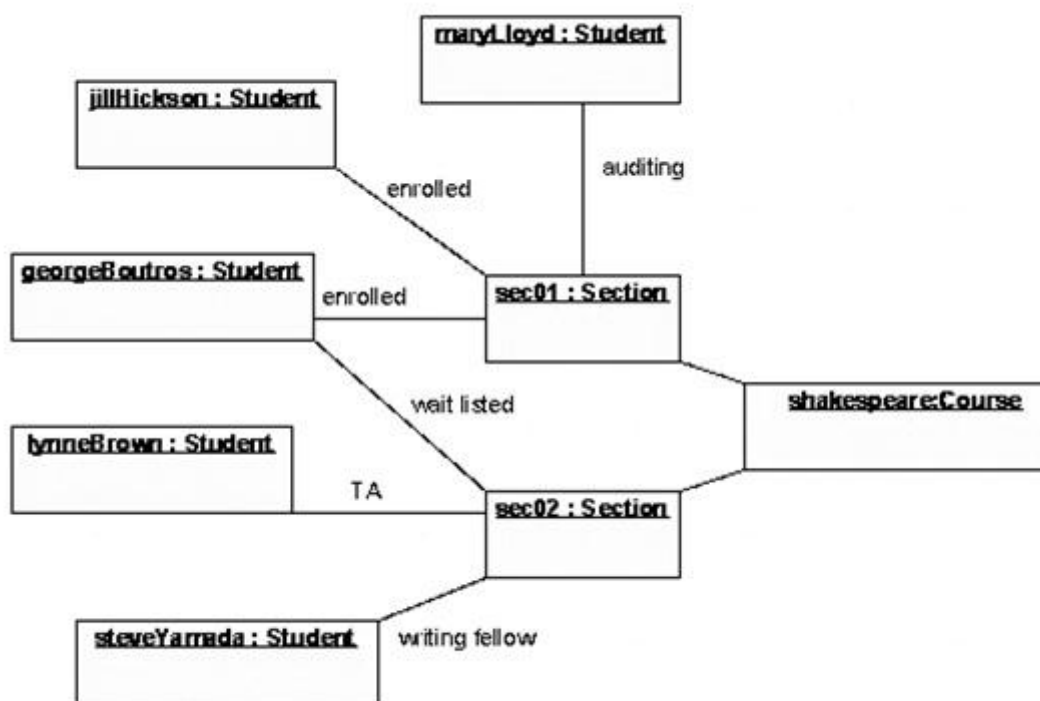 maryLloyd : Student
jillHickson : Student
auditing
enrolled
georgeBoutros : Student
enrolled
sec01 : Section
wait listed
shakespeare:Course
lynneBrown : Student
TA
sec02 : Section
steveYamada : Student
writing fellow